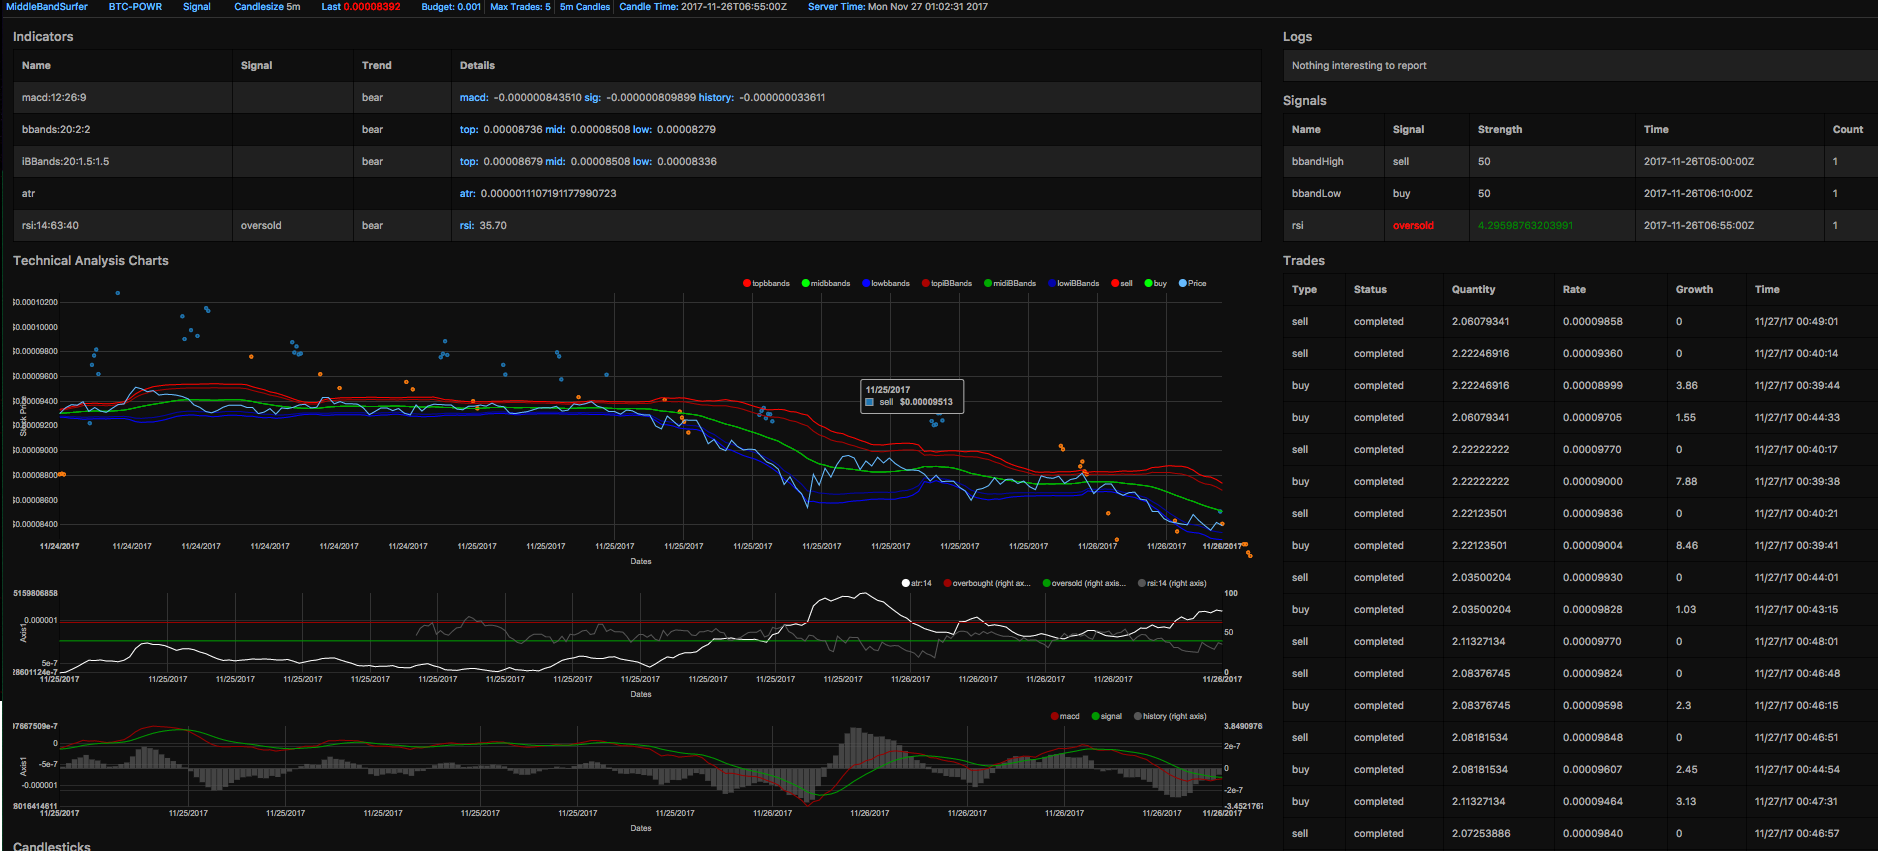 MiddleBandSurfer BTC-POWR Signal Candlesize 5m Last 0.00008392 Budget: 0.001 Max Trades: 5 5m Candles Candle Time: 2017-11-26T06:55:00Z Server Time: Mon Nov 27 01:02:31 2017
Indicators
Name Signal Trend Details
macd:12:26:9 bear macd: -0.000000843510 sig: -0.000000809899 history: -0.000000033611
bbands:20:2:2 bear top: 0.00008736 mid: 0.00008508 low: 0.00008279
iBBands:20:1.5:1.5 bear top: 0.00008679 mid: 0.00008508 low: 0.00008336
atr atr: 0.0000011107191177990723
rsi:14:63:40 oversold bear rsi: 35.70
Technical Analysis Charts
topbbands midbbands lowbbands topiBBands midiBBands lowiBBands sell buy Price
$0.00010200
$0.00010000
$0.00009800
$0.00009600
$0.00009400
$0.00009200
$0.00009000
$0.00008800
$0.00008600
$0.00008400
Stock Price
11/25/2017
sell $0.00009513
11/24/2017 11/24/2017 11/24/2017 11/24/2017 11/24/2017 11/24/2017 11/25/2017 11/25/2017 11/25/2017 11/25/2017 11/25/2017 11/25/2017 11/25/2017 11/25/2017 11/25/2017 11/26/2017 11/26/2017 11/26/2017
Dates
atr:14 overbought (right ax... oversold (right axis... rsi:14 (right axis)
5159806858
0.000001
5e-7
28601124e-7
Axis1
100
50
0
11/25/2017 11/25/2017 11/25/2017 11/25/2017 11/25/2017 11/25/2017 11/25/2017 11/25/2017 11/25/2017 11/25/2017 11/25/2017 11/26/2017 11/26/2017 11/26/2017 11/26/2017 11/26/2017
Dates
macd signal history (right axis)
97667509e-7
0
-5e-7
-0.000001
8016414611
Axis1
3.8490976
2e-7
0
-2e-7
-3.4521767
11/25/2017 11/25/2017 11/25/2017 11/25/2017 11/25/2017 11/25/2017 11/25/2017 11/26/2017 11/26/2017 11/26/2017 11/26/2017 11/26/2017
Dates
Candlesticks
Logs
Nothing interesting to report
Signals
Name Signal Strength Time Count
bbandHigh sell 50 2017-11-26T05:00:00Z 1
bbandLow buy 50 2017-11-26T06:10:00Z 1
rsi oversold 4.29598763203991 2017-11-26T06:55:00Z 1
Trades
Type Status Quantity Rate Growth Time
sell completed 2.06079341 0.00009858 0 11/27/17 00:49:01
sell completed 2.22246916 0.00009360 0 11/27/17 00:40:14
buy completed 2.22246916 0.00008999 3.86 11/27/17 00:39:44
buy completed 2.06079341 0.00009705 1.55 11/27/17 00:44:33
sell completed 2.22222222 0.00009770 0 11/27/17 00:40:17
buy completed 2.22222222 0.00009000 7.88 11/27/17 00:39:38
sell completed 2.22123501 0.00009836 0 11/27/17 00:40:21
buy completed 2.22123501 0.00009004 8.46 11/27/17 00:39:41
sell completed 2.03500204 0.00009930 0 11/27/17 00:44:01
buy completed 2.03500204 0.00009828 1.03 11/27/17 00:43:15
sell completed 2.11327134 0.00009770 0 11/27/17 00:48:01
sell completed 2.08376745 0.00009824 0 11/27/17 00:46:48
buy completed 2.08376745 0.00009598 2.3 11/27/17 00:46:15
sell completed 2.08181534 0.00009848 0 11/27/17 00:46:51
buy completed 2.08181534 0.00009607 2.45 11/27/17 00:44:54
buy completed 2.11327134 0.00009464 3.13 11/27/17 00:47:31
sell completed 2.07253886 0.00009840 0 11/27/17 00:46:57